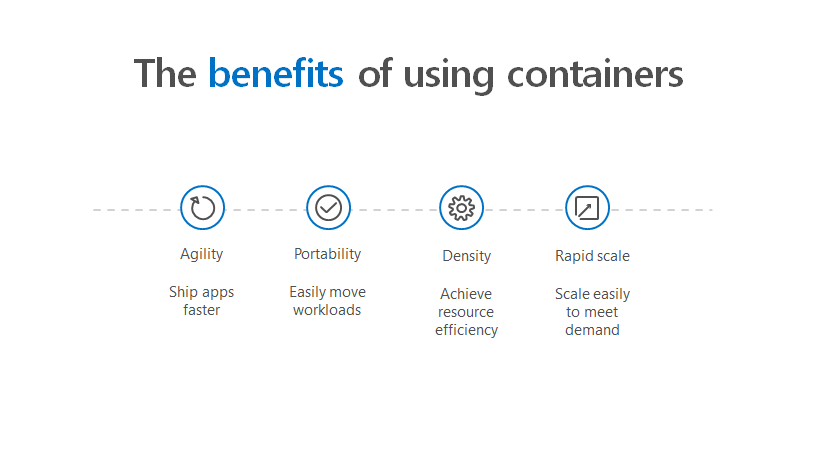 The benefits of using containers
Agility
Ship apps
faster
Portability
Easily move
workloads
Density
Achieve
resource
efficiency
Rapid scale
Scale easily
to meet
demand